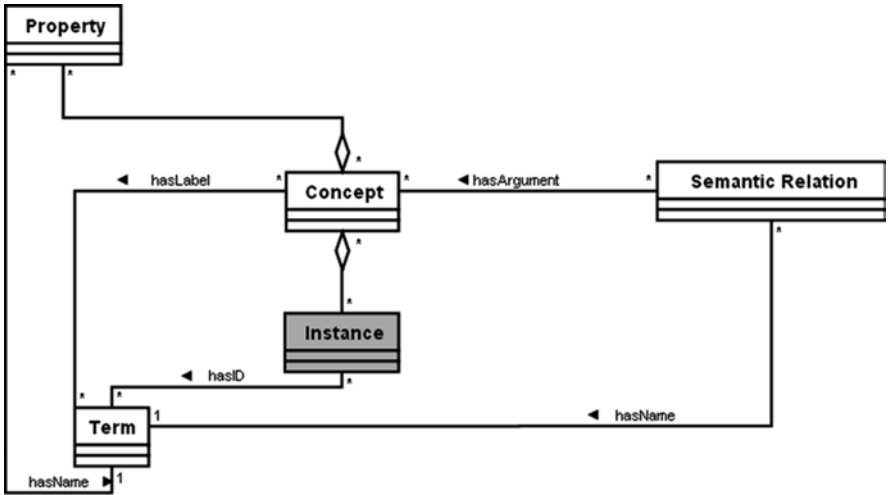 Property
* *
*
◄ hasLabel * Concept * ◄ hasArgument * Semantic Relation
* *
*
Instance
◄ hasID *
* *
Term 1 ◄ hasName
hasName ► 1